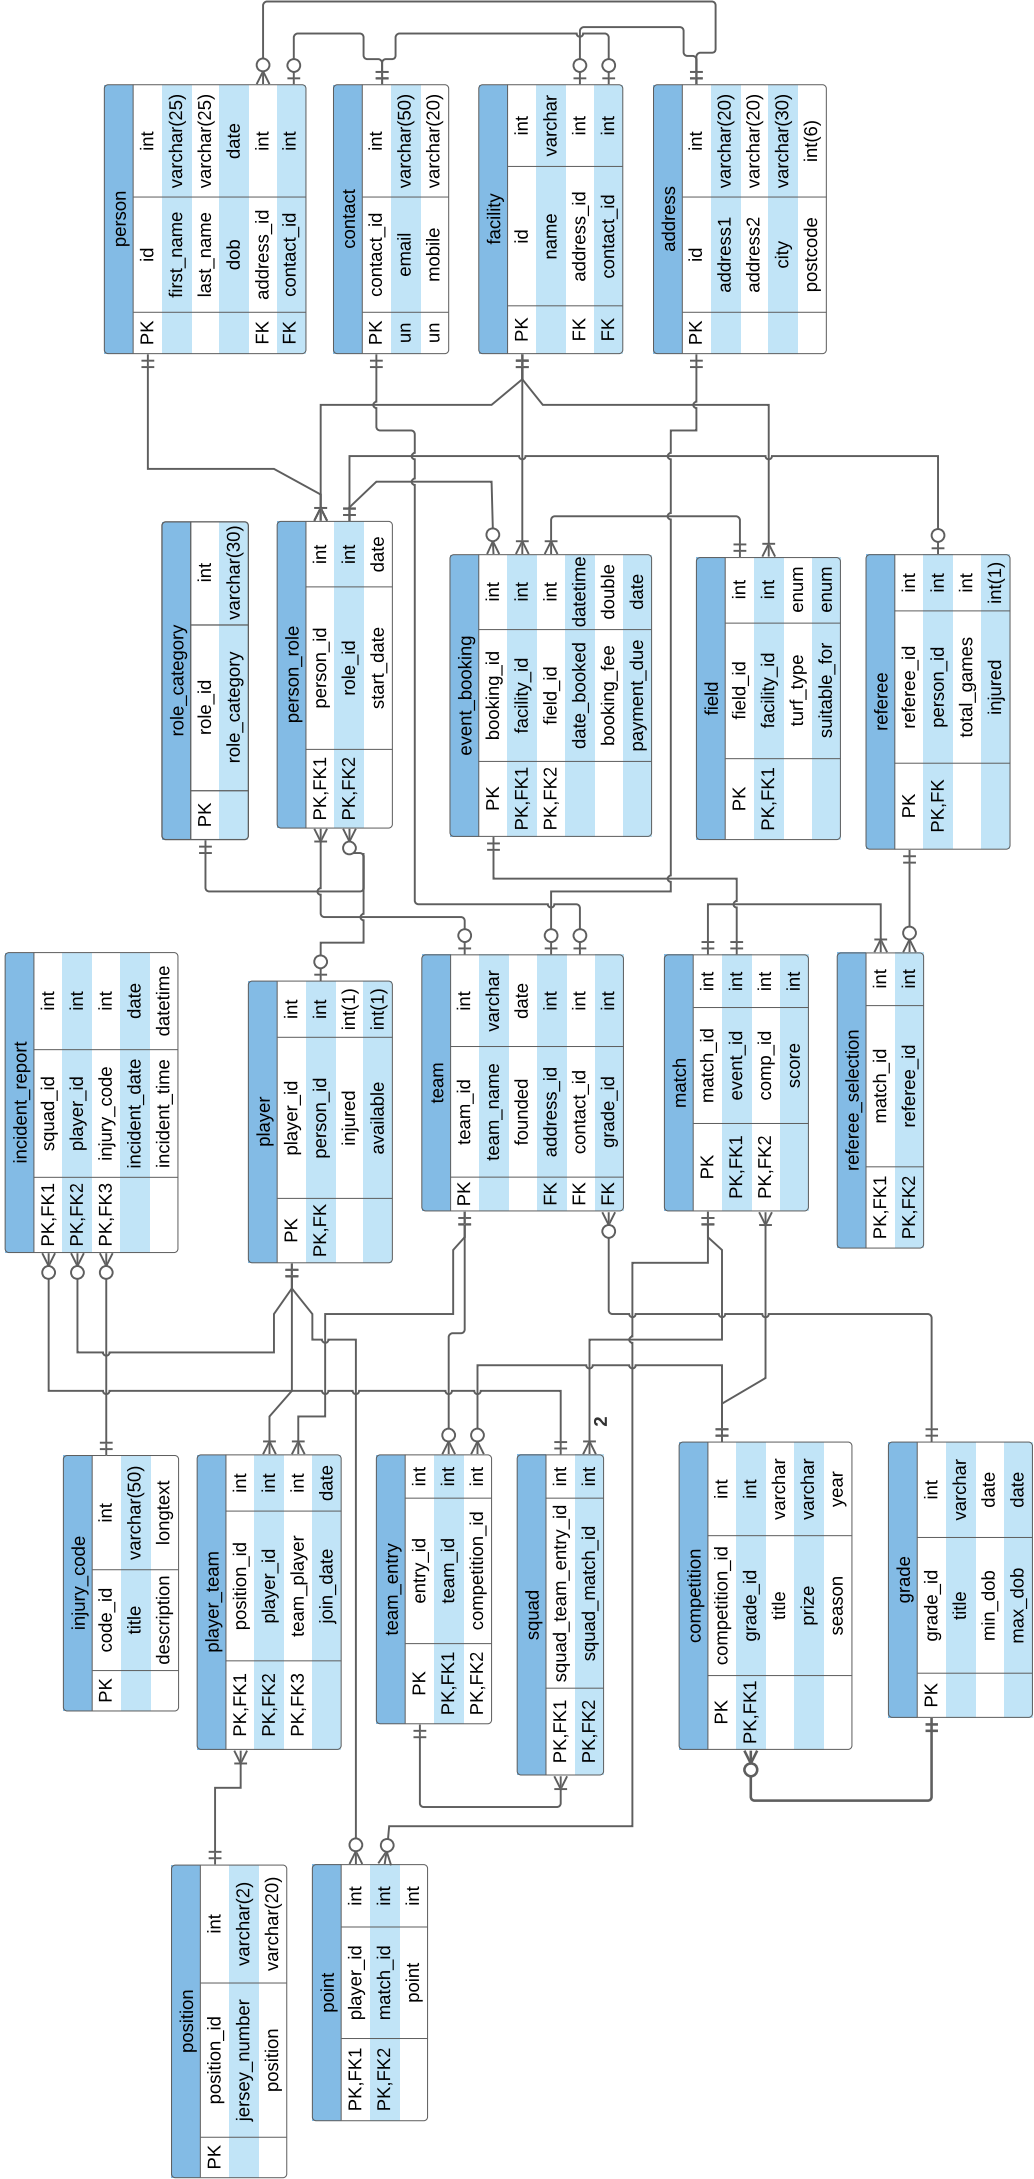 person
PK id int
first_name varchar(25)
last_name varchar(25)
dob date
FK address_id int
FK contact_id int
contact
PK contact_id int
un email varchar(50)
un mobile varchar(20)
facility
PK id int
name varchar
FK address_id int
FK contact_id int
address
PK id int
address1 varchar(20)
address2 varchar(20)
city varchar(30)
postcode int(6)
role_category
PK role_id int
role_category varchar(30)
person_role
PK,FK1 person_id int
PK,FK2 role_id int
start_date date
event_booking
PK booking_id int
PK,FK1 facility_id int
PK,FK2 field_id int
date_booked datetime
booking_fee double
payment_due date
field
PK field_id int
PK,FK1 facility_id int
turf_type enum
suitable_for enum
referee
PK referee_id int
PK,FK person_id int
total_games int
injured int(1)
incident_report
PK,FK1 squad_id int
PK,FK2 player_id int
PK,FK3 injury_code int
incident_date date
incident_time datetime
player
PK player_id int
PK,FK person_id int
injured int(1)
available int(1)
team
PK team_id int
team_name varchar
founded date
FK address_id int
FK contact_id int
FK grade_id int
match
PK match_id int
PK,FK1 event_id int
PK,FK2 comp_id int
score int
referee_selection
PK,FK1 match_id int
PK,FK2 referee_id int
injury_code
PK code_id int
title varchar(50)
description longtext
player_team
PK,FK1 position_id int
PK,FK2 player_id int
PK,FK3 team_player int
join_date date
team_entry
PK entry_id int
PK,FK1 team_id int
PK,FK2 competition_id int
2
squad
PK,FK1 squad_team_entry_id int
PK,FK2 squad_match_id int
competition
PK competition_id int
PK,FK1 grade_id int
title varchar
prize varchar
season year
grade
PK grade_id int
title varchar
min_dob date
max_dob date
position
PK position_id int
jersey_number varchar(2)
position varchar(20)
point
PK,FK1 player_id int
PK,FK2 match_id int
point int